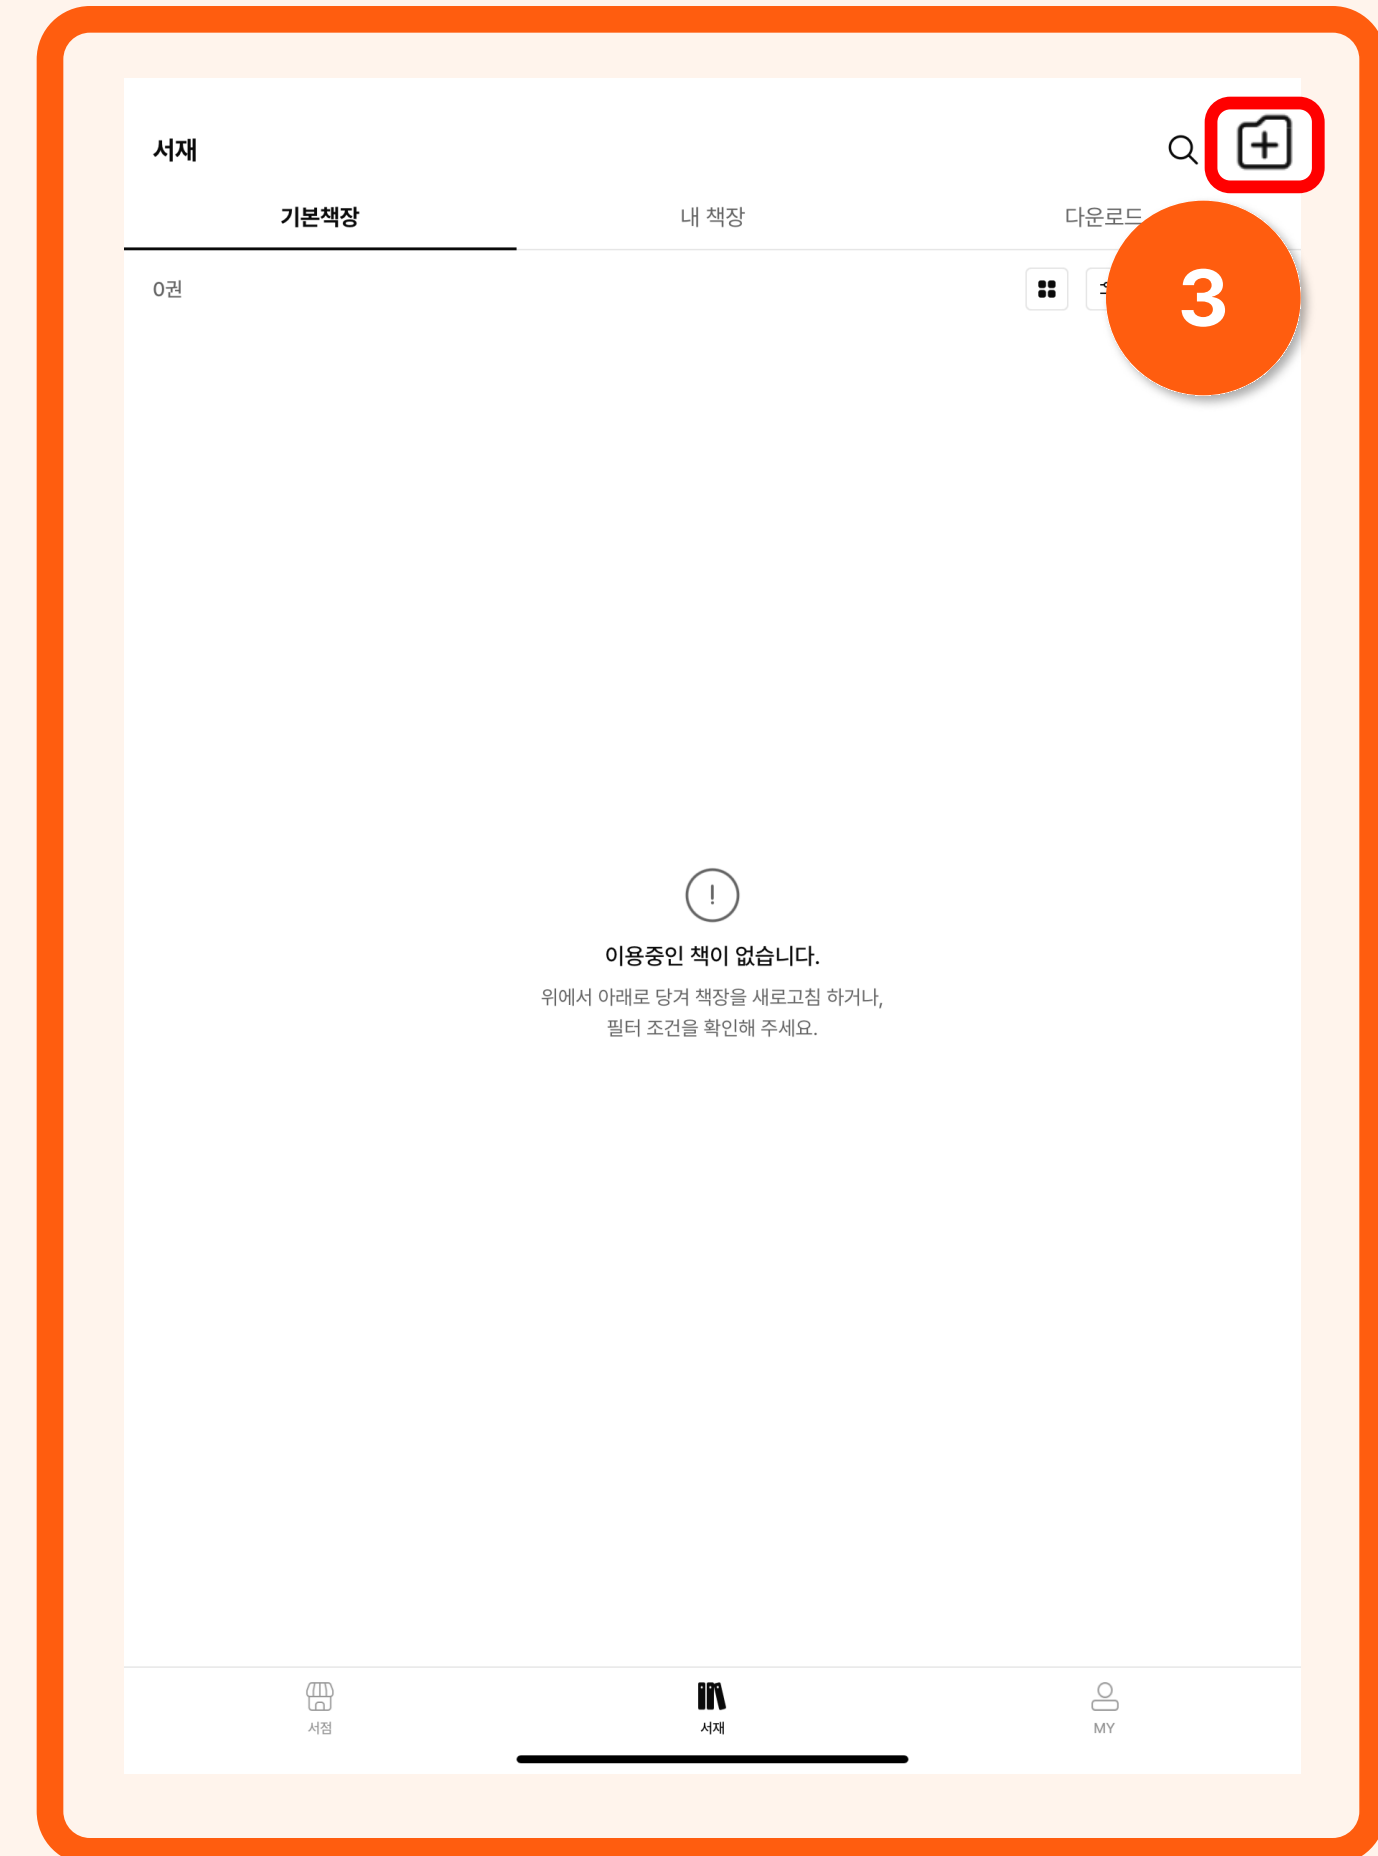 서재
기본책장
내 책장
다운로드
0권
3
이용중인 책이 없습니다.
위에서 아래로 당겨 책장을 새로고침 하거나,
필터 조건을 확인해 주세요.
서점
서재
MY